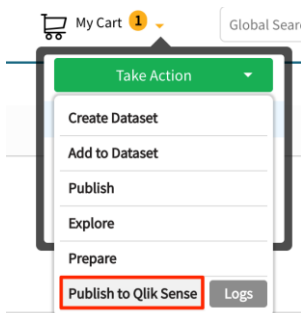 My Cart 1
Global Sear
Take Action
Create Dataset
Add to Dataset
Publish
Explore
Prepare
Publish to Qlik Sense Logs